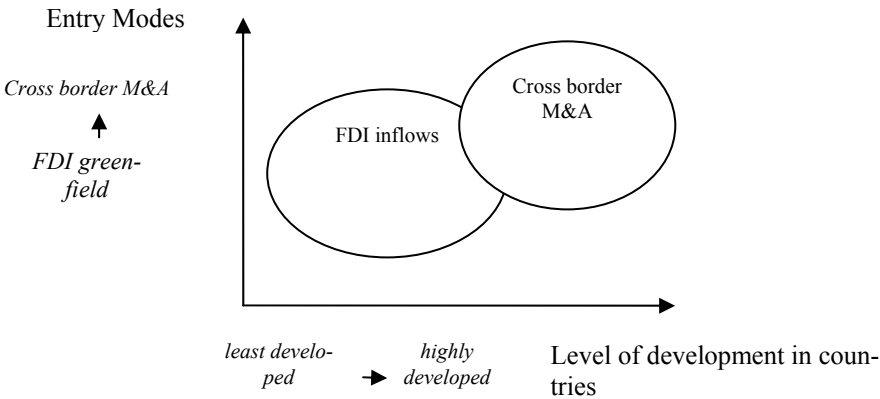 Entry Modes
Cross border M&A
FDI green-
field
FDI inflows
Cross border
M&A
least develo-
ped
highly
developed
Level of development in coun-
tries